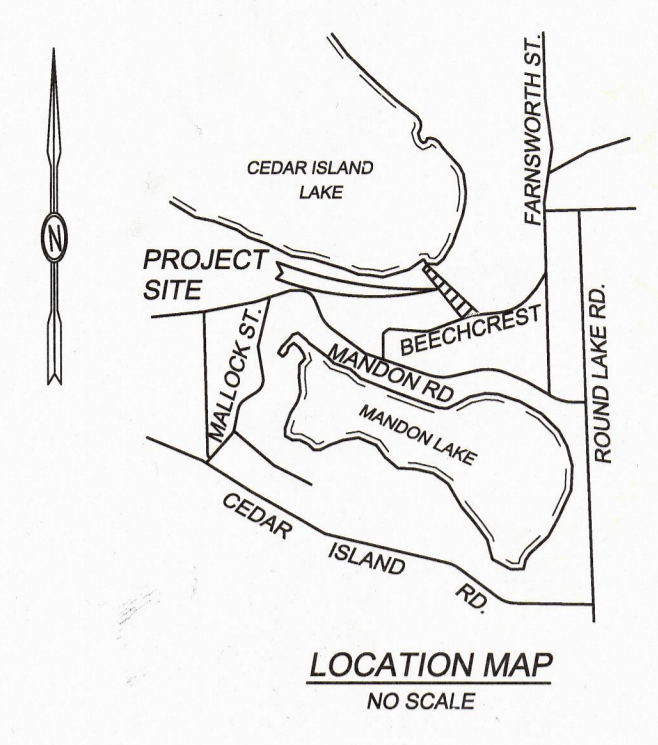 CEDAR ISLAND
LAKE
FARNSWORTH ST.
N
PROJECT
SITE
BEECHCREST
MALLOCK ST.
MANDON RD
ROUND LAKE RD.
MANDON LAKE
CEDAR ISLAND RD.
LOCATION MAP
NO SCALE